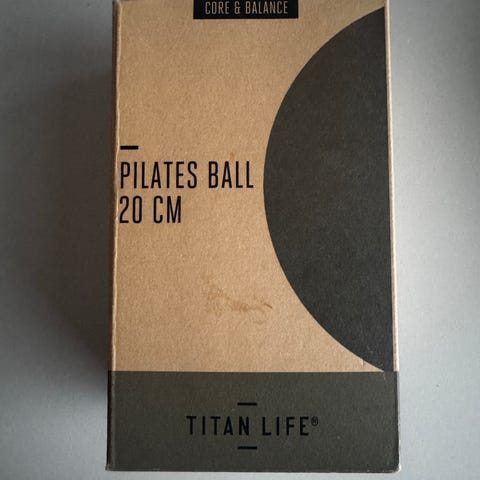 CORE & BALANCE
PILATES BALL
20 CM
TITAN LIFE®